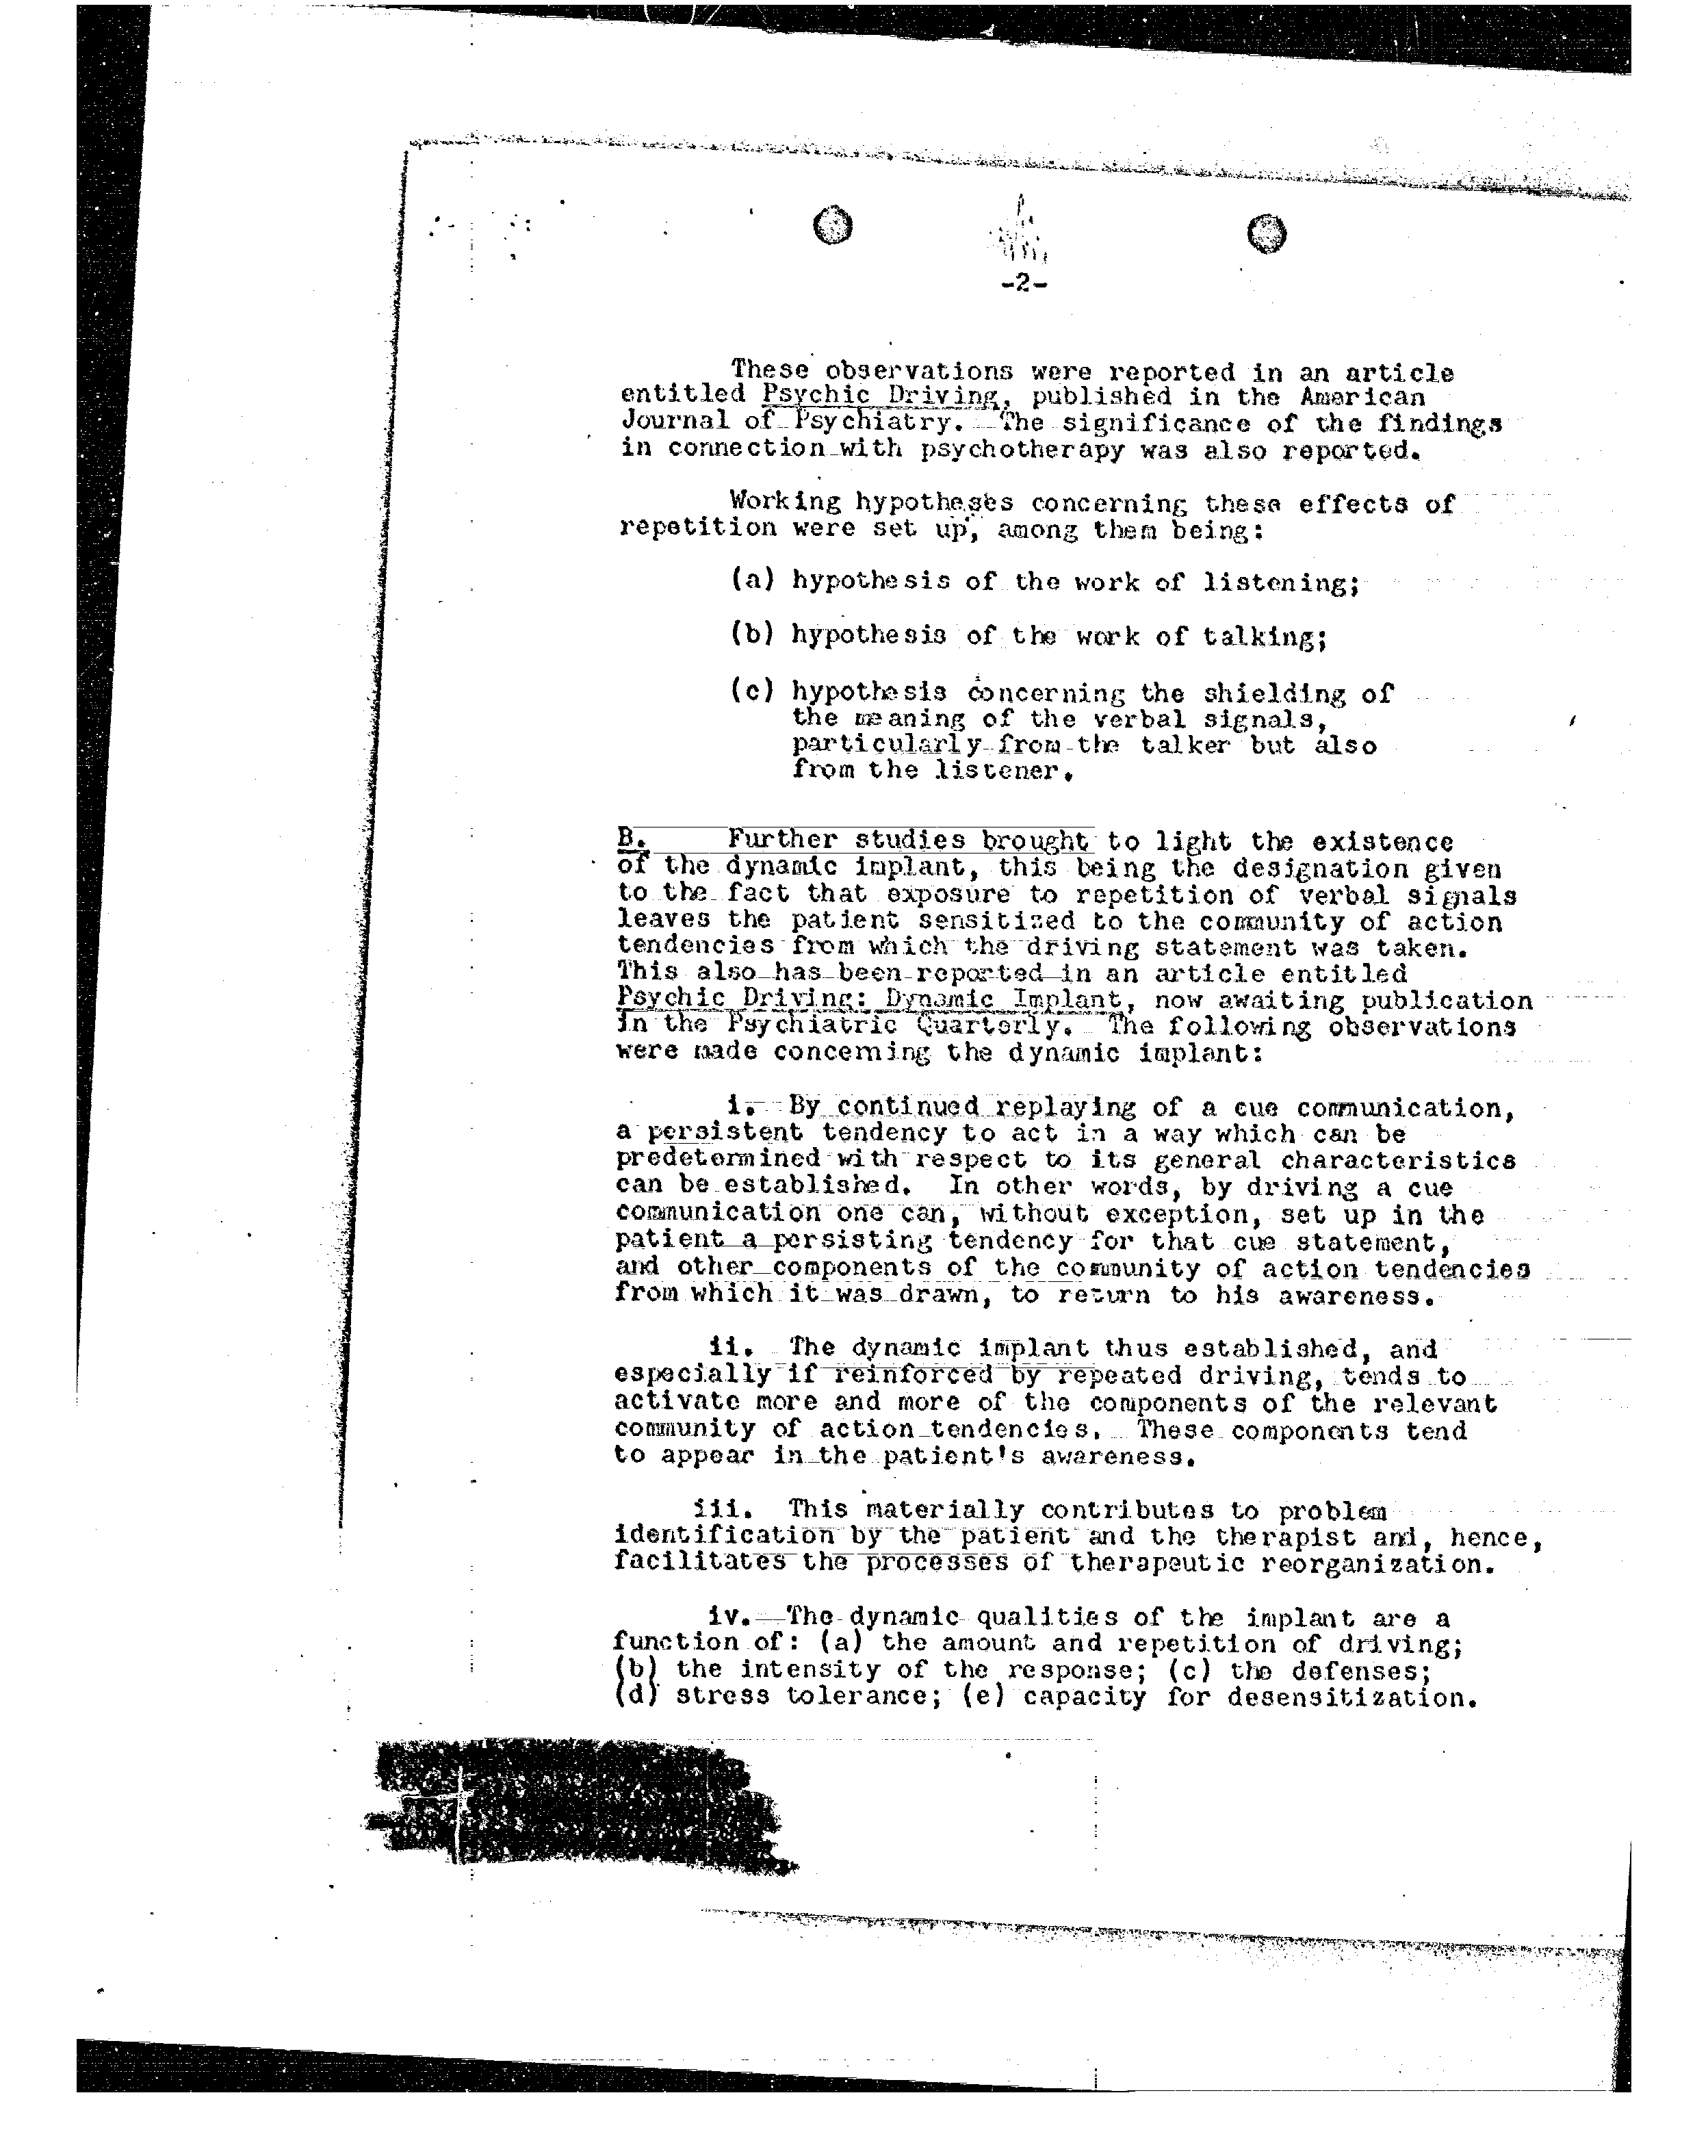 -2-
These observations were reported in an article
entitled Psychic Driving, published in the American
Journal of Psychiatry. The significance of the findings
in connection with psychotherapy was also reported.
Working hypotheses concerning these effects of
repetition were set up, among them being:
(a) hypothesis of the work of listening;
(b) hypothesis of the work of talking;
(c) hypothesis concerning the shielding of
the meaning of the verbal signals,
particularly from the talker but also
from the listener.
B. Further studies brought to light the existence
of the dynamic implant, this being the designation given
to the fact that exposure to repetition of verbal signals
leaves the patient sensitized to the community of action
tendencies from which the driving statement was taken.
This also has been reported in an article entitled
Psychic Driving: Dynamic Implant, now awaiting publication
in the Psychiatric Quarterly. The following observations
were made concerning the dynamic implant:
i. By continued replaying of a cue communication,
a persistent tendency to act in a way which can be
predetermined with respect to its general characteristics
can be established. In other words, by driving a cue
communication one can, without exception, set up in the
patient a persisting tendency for that cue statement,
and other components of the community of action tendencies
from which it was drawn, to return to his awareness.
ii. The dynamic implant thus established, and
especially if reinforced by repeated driving, tends to
activate more and more of the components of the relevant
community of action tendencies. These components tend
to appear in the patient's awareness.
iii. This materially contributes to problem
identification by the patient and the therapist and, hence,
facilitates the processes of therapeutic reorganization.
iv. The dynamic qualities of the implant are a
function of: (a) the amount and repetition of driving;
(b) the intensity of the response; (c) the defenses;
(d) stress tolerance; (e) capacity for desensitization.